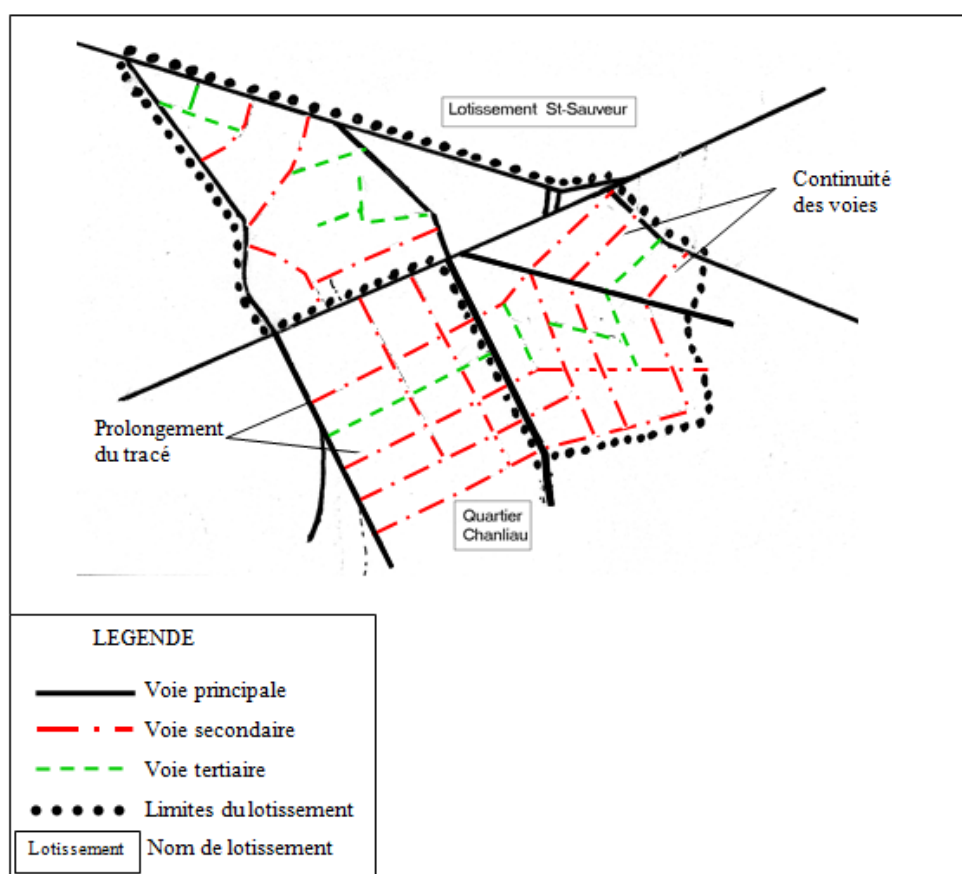 Lotissement St-Sauveur
Continuité
des voies
Prolongement
du tracé
Quartier
Chanliau
LEGENDE
Voie principale
Voie secondaire
Voie tertiaire
Limites du lotissement
Lotissement Nom de lotissement